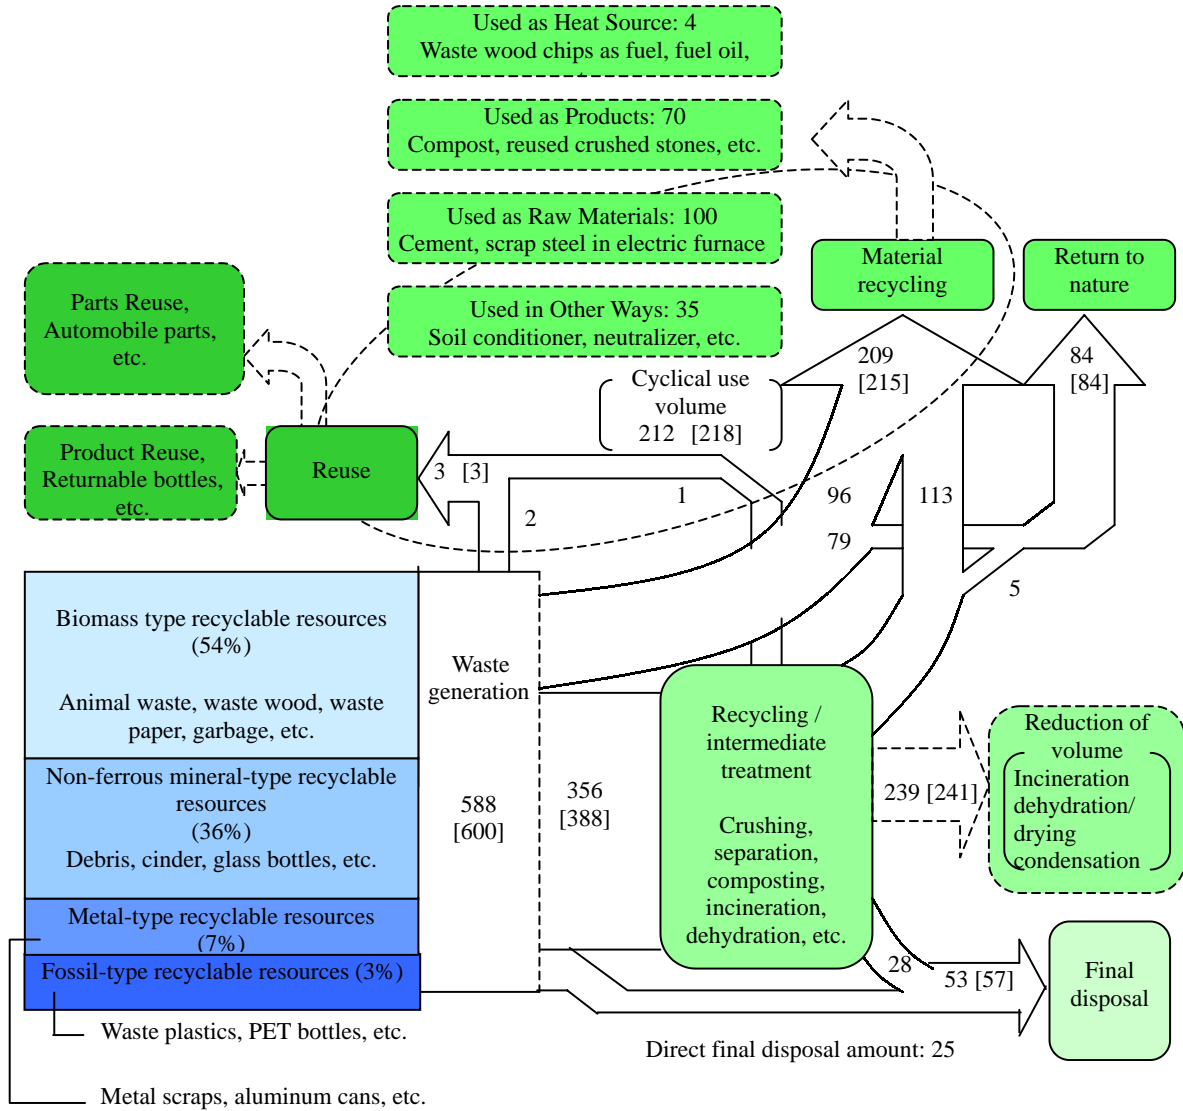 Used as Heat Source: 4
Waste wood chips as fuel, fuel oil,
Used as Products: 70
Compost, reused crushed stones, etc.
Used as Raw Materials: 100
Cement, scrap steel in electric furnace
Used in Other Ways: 35
Soil conditioner, neutralizer, etc.
Material
recycling
Return to
nature
Parts Reuse,
Automobile parts,
etc.
Product Reuse,
Returnable bottles,
etc.
Reuse
Cyclical use
volume
212 [218]
209
[215]
84
[84]
3 [3]
1
2
96
113
79
5
Biomass type recyclable resources
(54%)
Animal waste, waste wood, waste
paper, garbage, etc.
Non-ferrous mineral-type recyclable
resources
(36%)
Debris, cinder, glass bottles, etc.
Metal-type recyclable resources
(7%)
Fossil-type recyclable resources (3%)
Waste plastics, PET bottles, etc.
Metal scraps, aluminum cans, etc.
Waste
generation
588
[600]
356
[388]
Recycling /
intermediate
treatment
Crushing,
separation,
composting,
incineration,
dehydration, etc.
239 [241]
Reduction of
volume
Incineration
dehydration/
drying
condensation
28
53 [57]
Final
disposal
Direct final disposal amount: 25